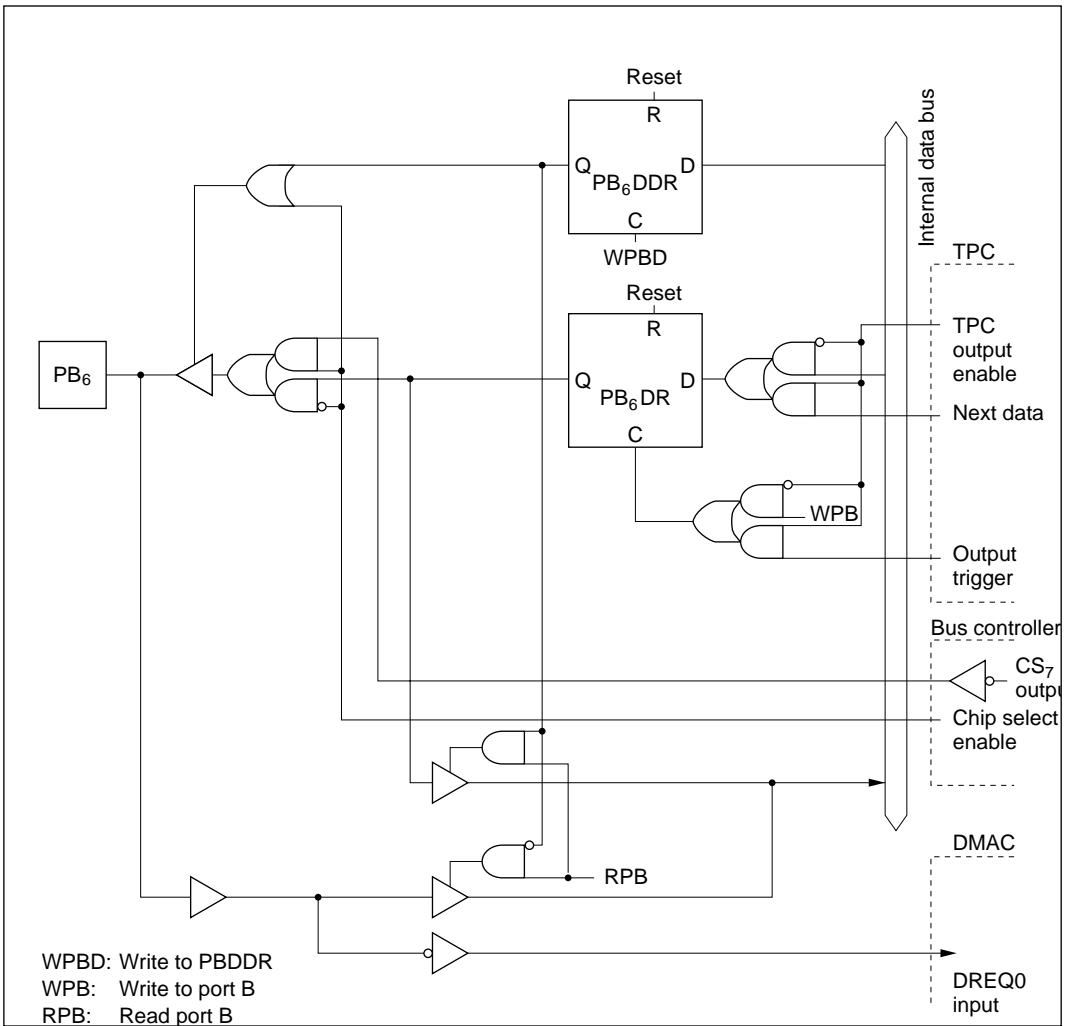 Reset
R
Q
D
PB6DDR
C
WPBD
Internal data bus
TPC
Reset
R
TPC
output
enable
PB6
Q
D
PB6DR
Next data
C
WPB
Output
trigger
Bus controller
CS7
outpu
Chip select
enable
DMAC
RPB
WPBD: Write to PBDDR
WPB: Write to port B
RPB: Read port B
DREQ0
input